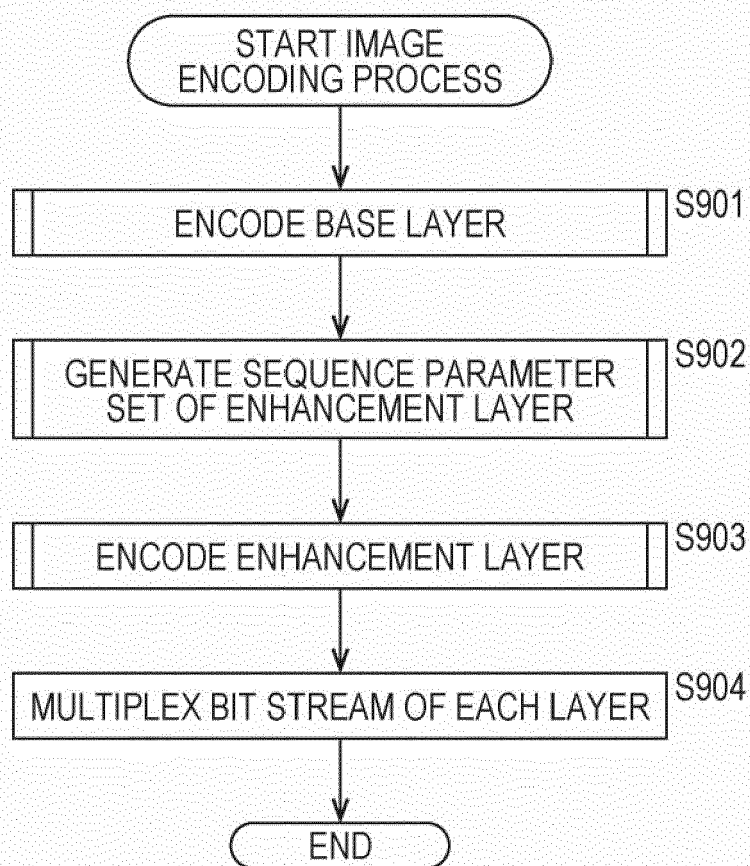 START IMAGE
ENCODING PROCESS
ENCODE BASE LAYER
S901
GENERATE SEQUENCE PARAMETER
SET OF ENHANCEMENT LAYER
S902
ENCODE ENHANCEMENT LAYER
S903
MULTIPLEX BIT STREAM OF EACH LAYER
S904
END